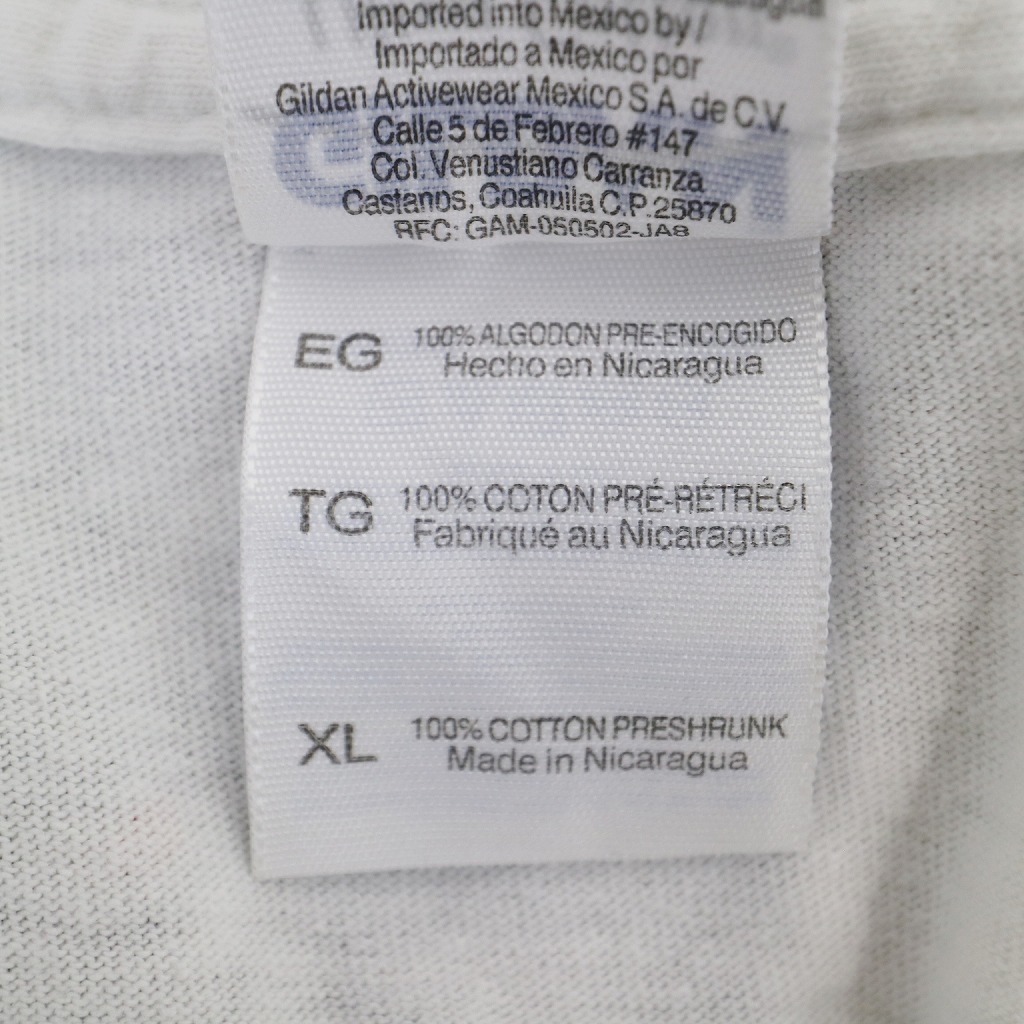 Nicaragua
Imported into Mexico by /
Importado a Mexico por
Gildan Activewear Mexico S.A. de C.V.
Calle 5 de Febrero #147
Col. Venustiano Carranza
Castanos, Coahuila C.P. 25870
RFC: GAM-050502-JA8
EG 100% ALGODON PRE-ENCOGIDO
Hecho en Nicaragua
TG 100% COTON PRÉ-RÉTRÉCI
Fabriqué au Nicaragua
XL 100% COTTON PRESHRUNK
Made in Nicaragua